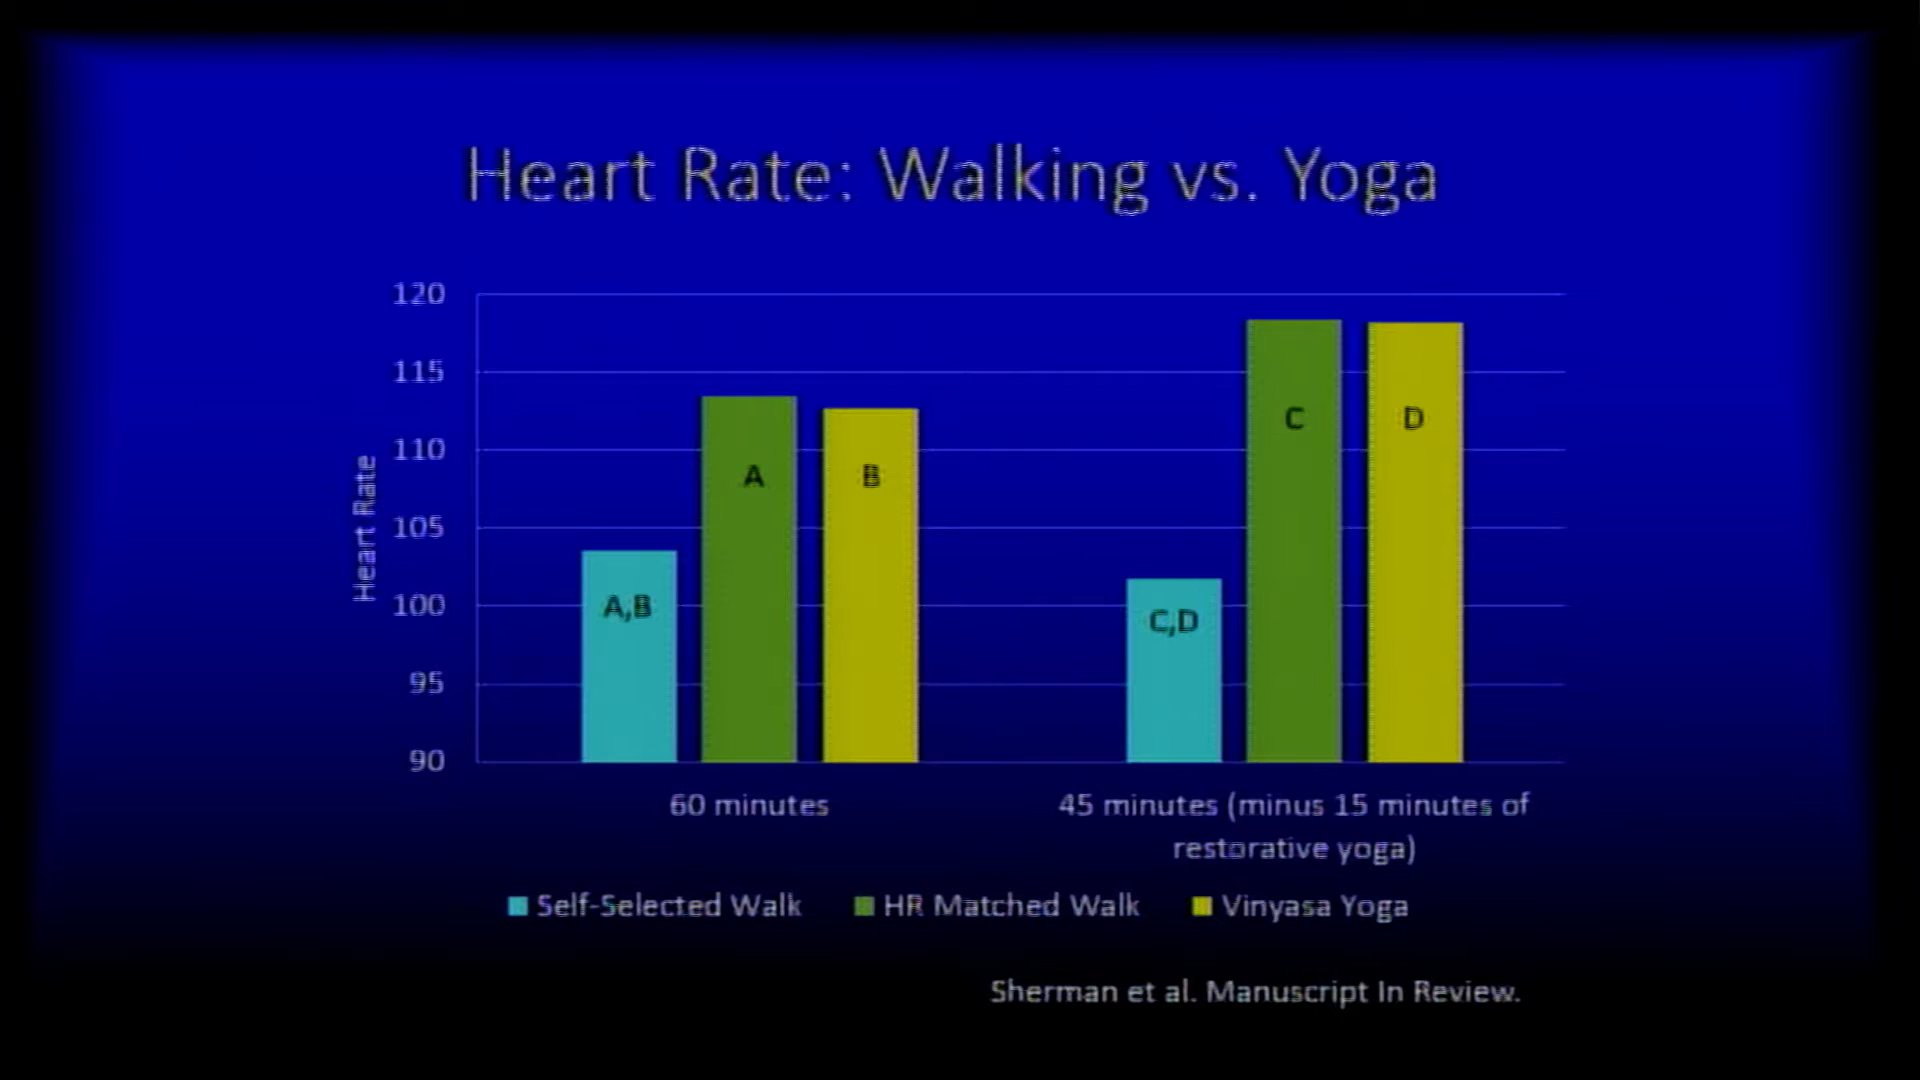 Heart Rate: Walking vs. Yoga
120
115
110
105
100
95
90
Heart Rate
A,B
A
B
C,D
C
D
60 minutes
45 minutes (minus 15 minutes of
restorative yoga)
Self-Selected Walk
HR Matched Walk
Vinyasa Yoga
Sherman et al. Manuscript In Review.